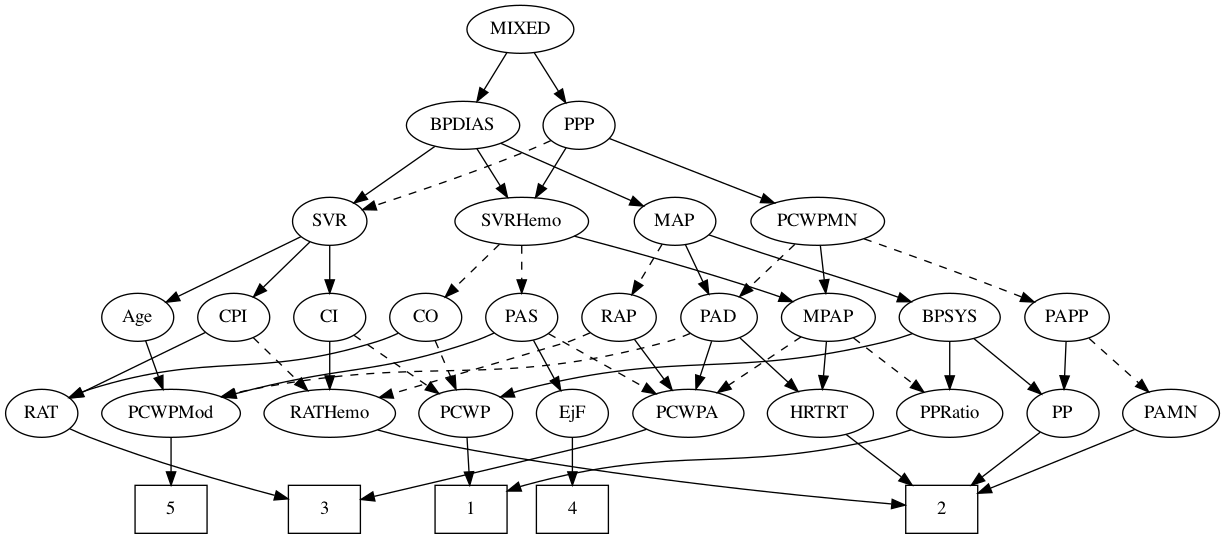 MIXED
BPDIAS
PPP
SVR
SVRHemo
MAP
PCWPMN
Age
CPI
CI
CO
PAS
RAP
PAD
MPAP
BPSYS
PAPP
RAT
PCWPMod
RATHemo
PCWP
EjF
PCWPA
HRTRT
PPRatio
PP
PAMN
5
3
1
4
2